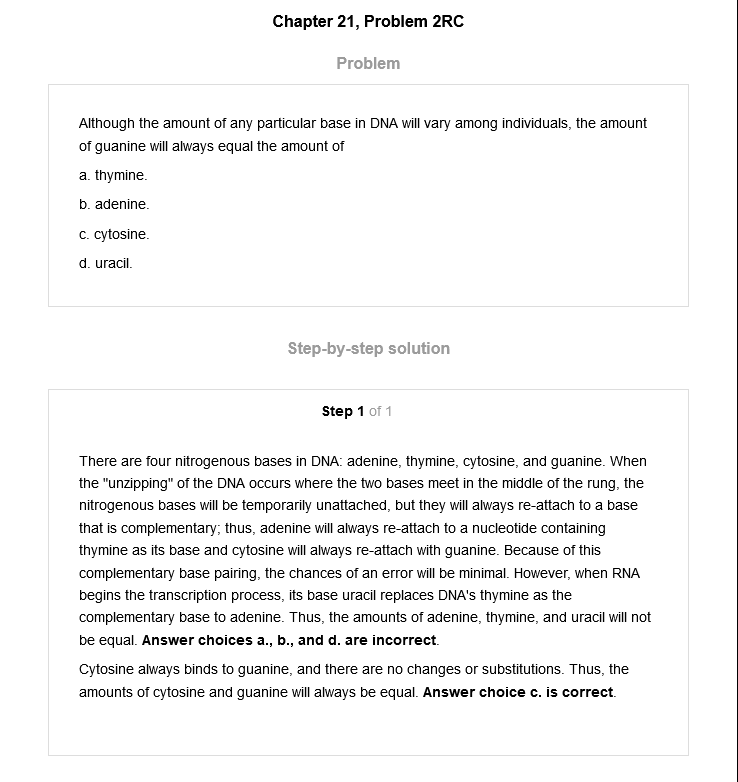 Chapter 21, Problem 2RC
Problem
Although the amount of any particular base in DNA will vary among individuals, the amount
of guanine will always equal the amount of
a. thymine.
b. adenine.
c. cytosine.
d. uracil.
Step-by-step solution
Step 1 of 1
There are four nitrogenous bases in DNA: adenine, thymine, cytosine, and guanine. When
the "unzipping" of the DNA occurs where the two bases meet in the middle of the rung, the
nitrogenous bases will be temporarily unattached, but they will always re-attach to a base
that is complementary; thus, adenine will always re-attach to a nucleotide containing
thymine as its base and cytosine will always re-attach with guanine. Because of this
complementary base pairing, the chances of an error will be minimal. However, when RNA
begins the transcription process, its base uracil replaces DNA's thymine as the
complementary base to adenine. Thus, the amounts of adenine, thymine, and uracil will not
be equal. Answer choices a., b., and d. are incorrect.
Cytosine always binds to guanine, and there are no changes or substitutions. Thus, the
amounts of cytosine and guanine will always be equal. Answer choice c. is correct.